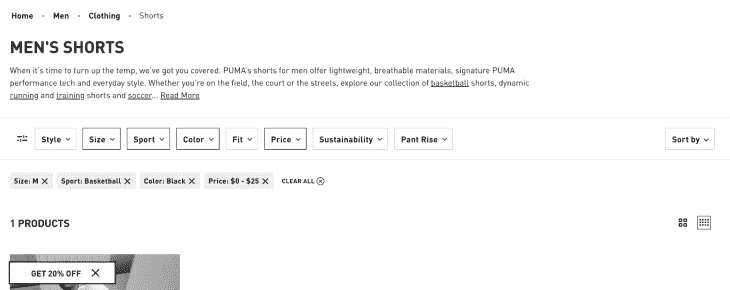 Home · Men · Clothing · Shorts
MEN'S SHORTS
When it's time to turn up the temp, we've got you covered. PUMA's shorts for men offer lightweight, breathable materials, signature PUMA
performance tech and everyday style. Whether you're on the field, the court or the streets, explore our collection of basketball shorts, dynamic
running and training shorts and soccer... Read More
Style Size Sport Color Fit Price Sustainability Pant Rise Sort by
Size: M Sport: Basketball Color: Black Price: $0 - $25 CLEAR ALL
1 PRODUCTS
GET 20% OFF